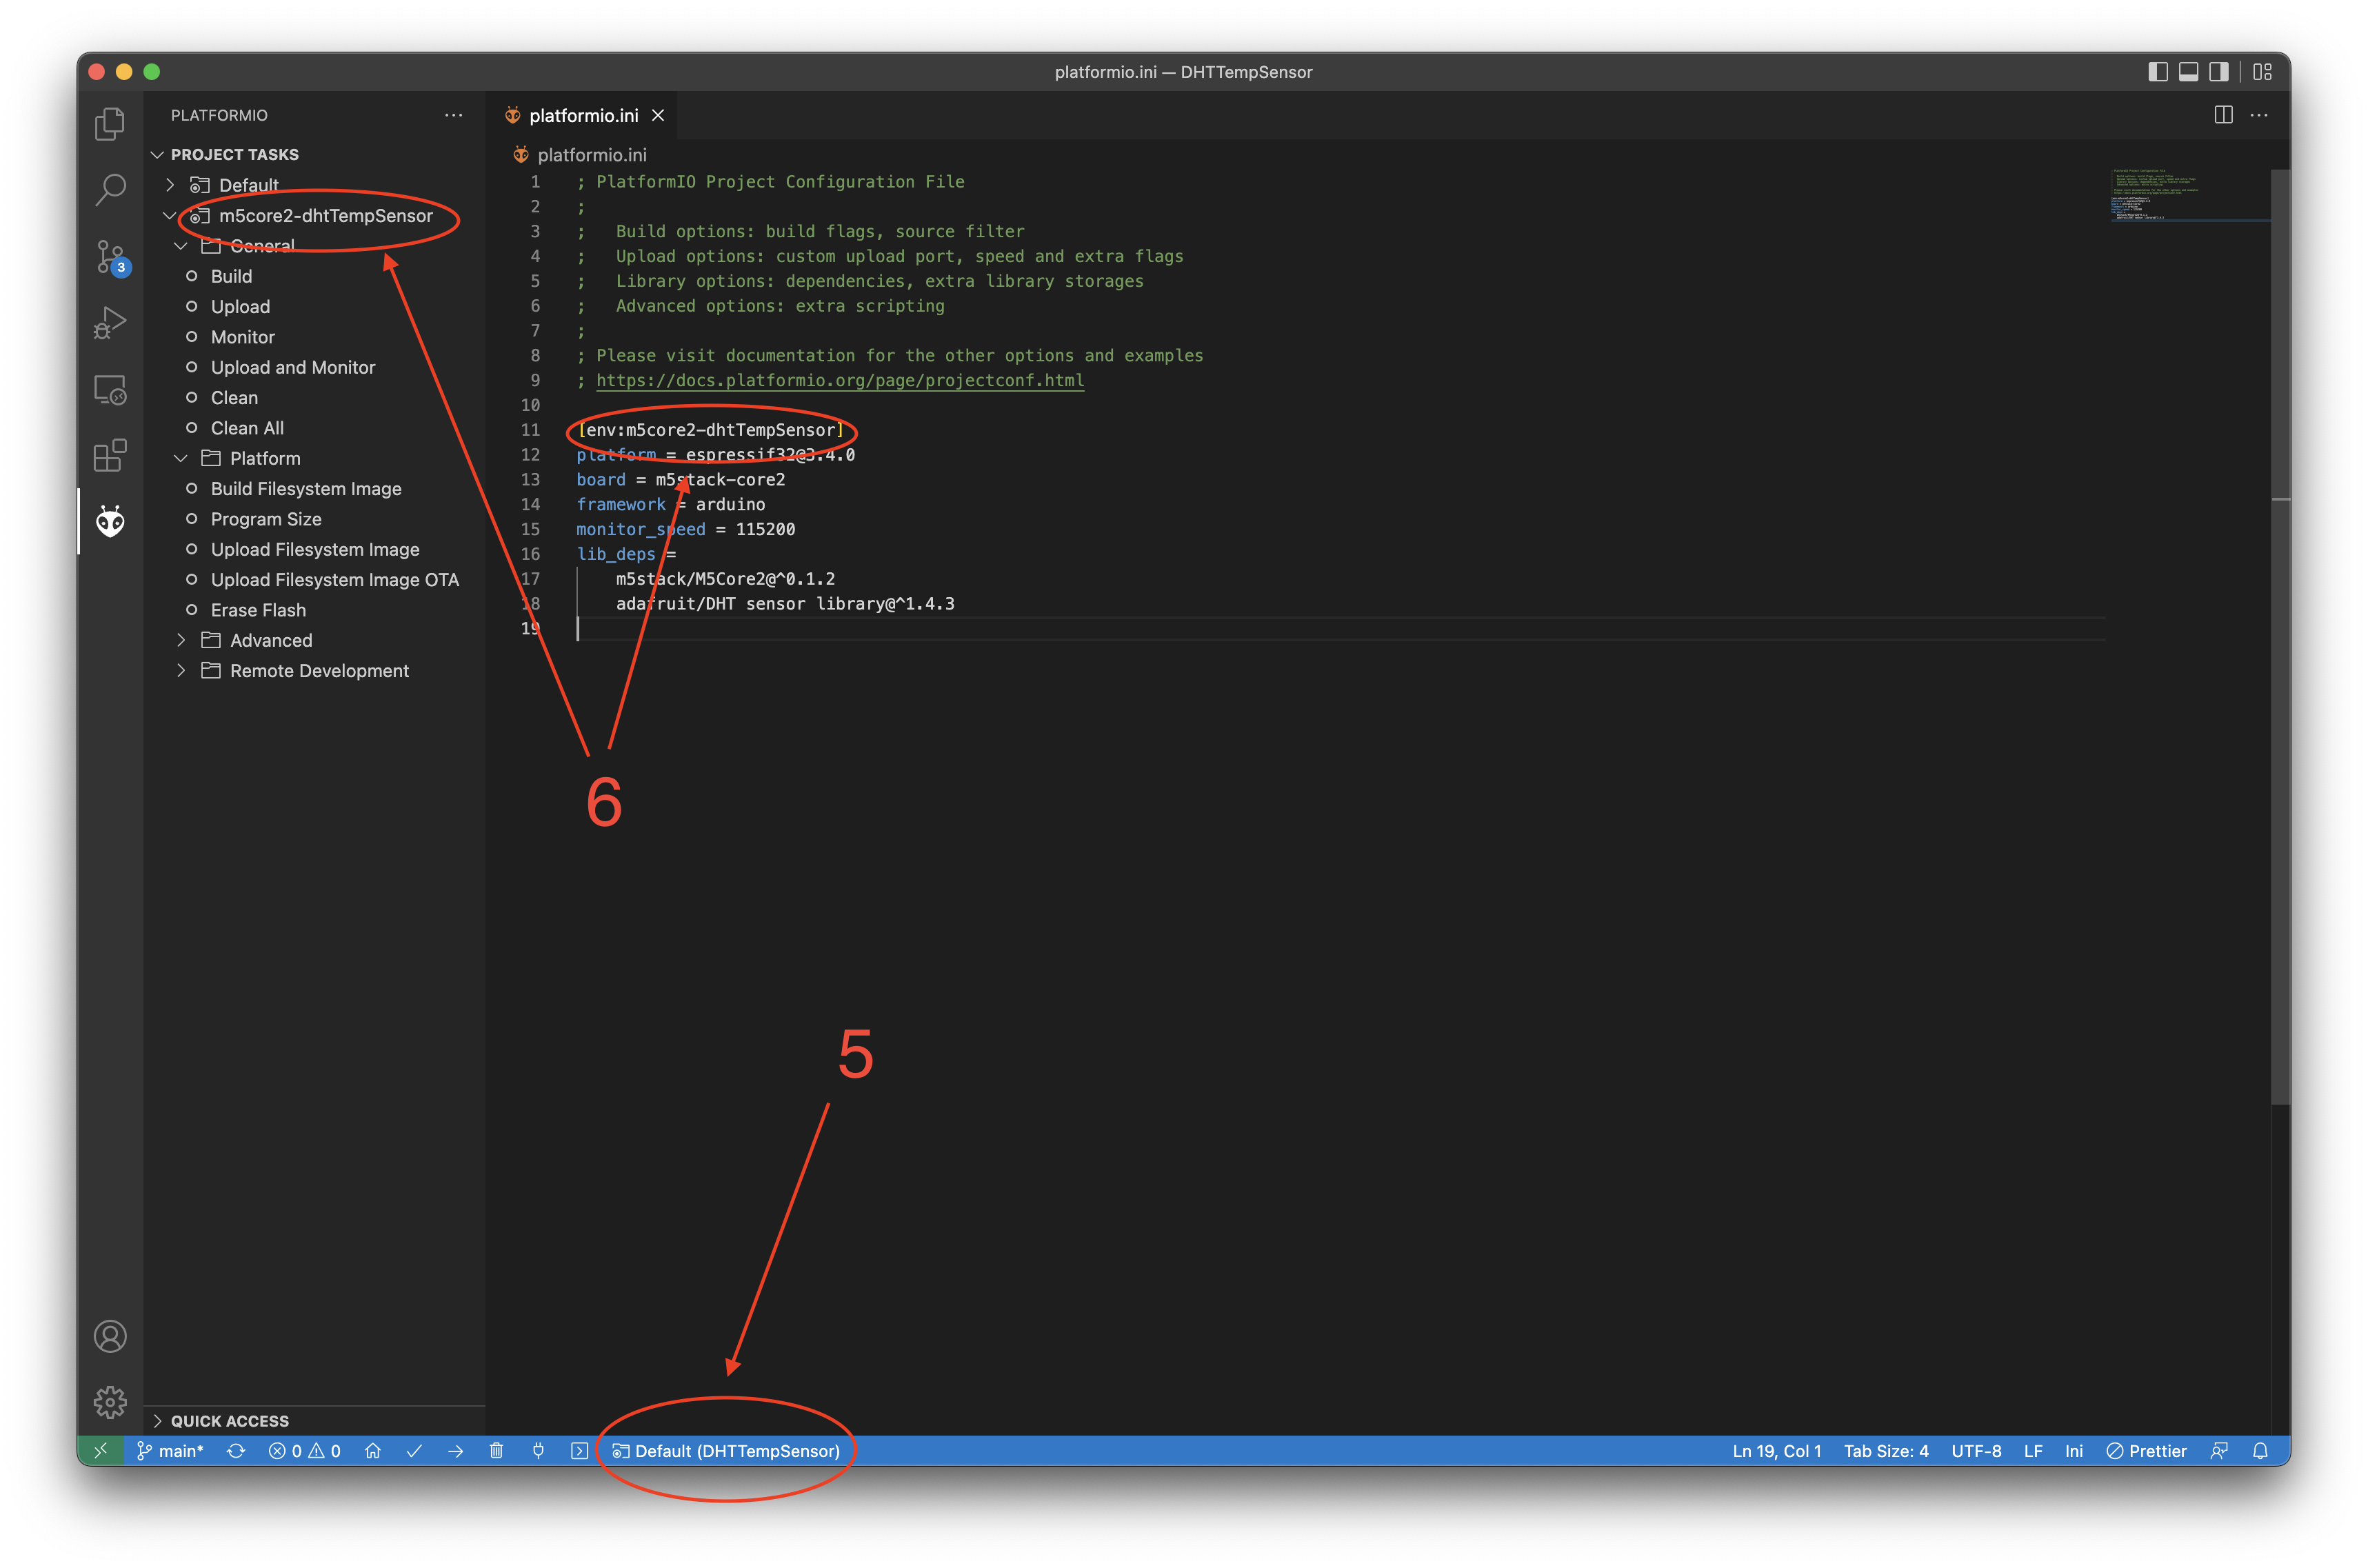 platformio.ini — DHTTempSensor
PLATFORMIO
PROJECT TASKS
Default
m5core2-dhtTempSensor
General
Build
Upload
Monitor
Upload and Monitor
Clean
Clean All
Platform
Build Filesystem Image
Program Size
Upload Filesystem Image
Upload Filesystem Image OTA
Erase Flash
Advanced
Remote Development
QUICK ACCESS
3
platformio.ini
platformio.ini
1 ; PlatformIO Project Configuration File
2 ;
3 ;   Build options: build flags, source filter
4 ;   Upload options: custom upload port, speed and extra flags
5 ;   Library options: dependencies, extra library storages
6 ;   Advanced options: extra scripting
7 ;
8 ; Please visit documentation for the other options and examples
9 ; https://docs.platformio.org/page/projectconf.html
10
11 [env:m5core2-dhtTempSensor]
12 platform = espressif32@3.4.0
13 board = m5stack-core2
14 framework = arduino
15 monitor_speed = 115200
16 lib_deps =
17     m5stack/M5Core2@^0.1.2
18     adafruit/DHT sensor library@^1.4.3
19
6
5
main* 0 0 Default (DHTTempSensor) Ln 19, Col 1 Tab Size: 4 UTF-8 LF Ini Prettier